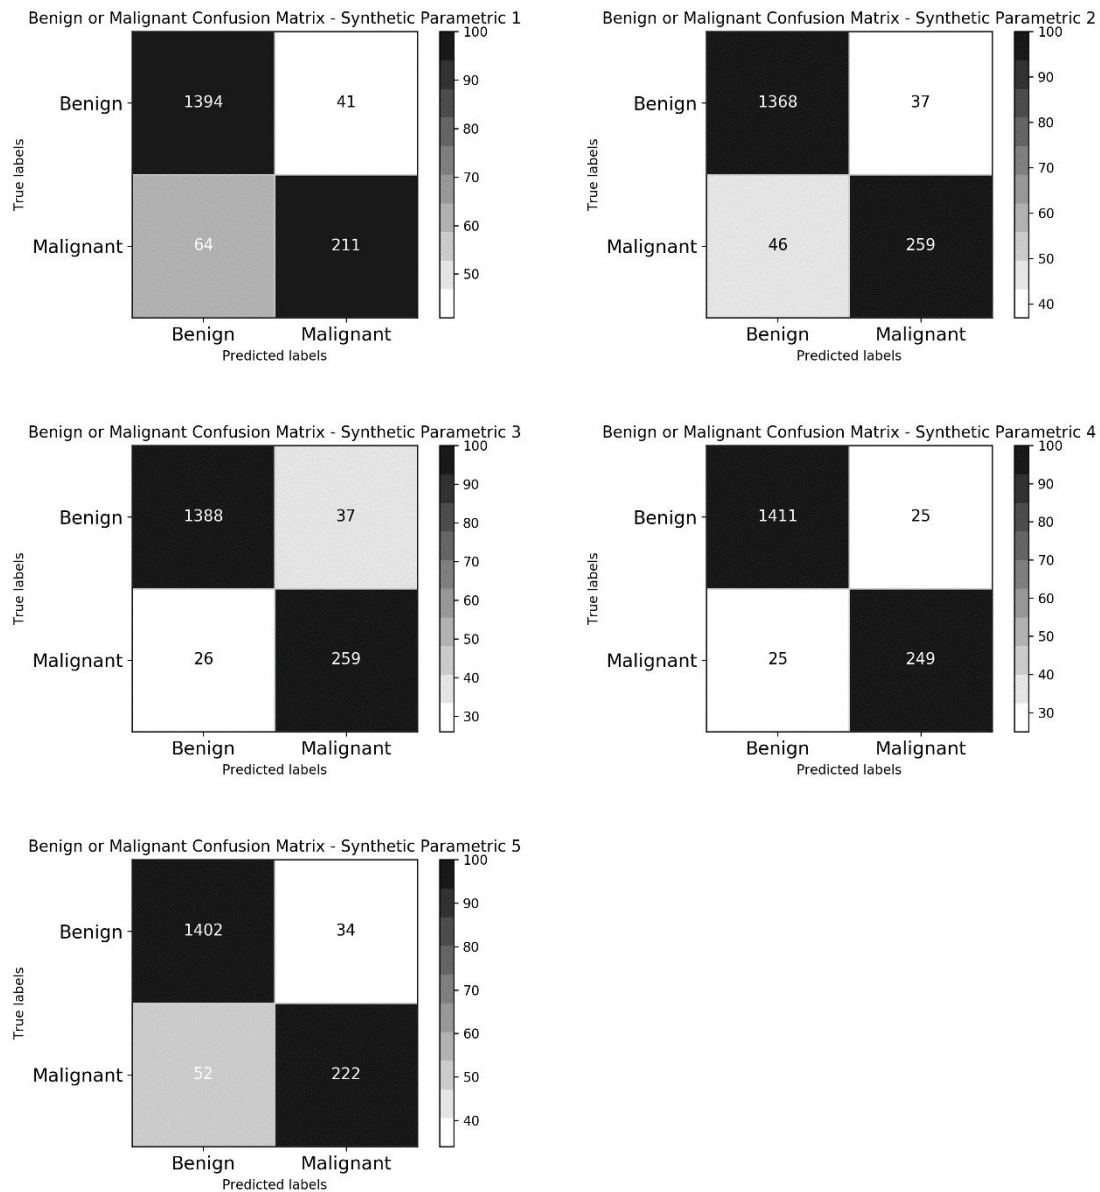 Benign or Malignant Confusion Matrix - Synthetic Parametric 1
100
90
80
70
60
50
True labels
Benign
Malignant
1394
41
64
211
Benign
Malignant
Predicted labels
Benign or Malignant Confusion Matrix - Synthetic Parametric 2
100
90
80
70
60
50
40
True labels
Benign
Malignant
1368
37
46
259
Benign
Malignant
Predicted labels
Benign or Malignant Confusion Matrix - Synthetic Parametric 3
100
90
80
70
60
50
40
30
True labels
Benign
Malignant
1388
37
26
259
Benign
Malignant
Predicted labels
Benign or Malignant Confusion Matrix - Synthetic Parametric 4
100
90
80
70
60
50
40
30
True labels
Benign
Malignant
1411
25
25
249
Benign
Malignant
Predicted labels
Benign or Malignant Confusion Matrix - Synthetic Parametric 5
100
90
80
70
60
50
40
True labels
Benign
Malignant
1402
34
52
222
Benign
Malignant
Predicted labels